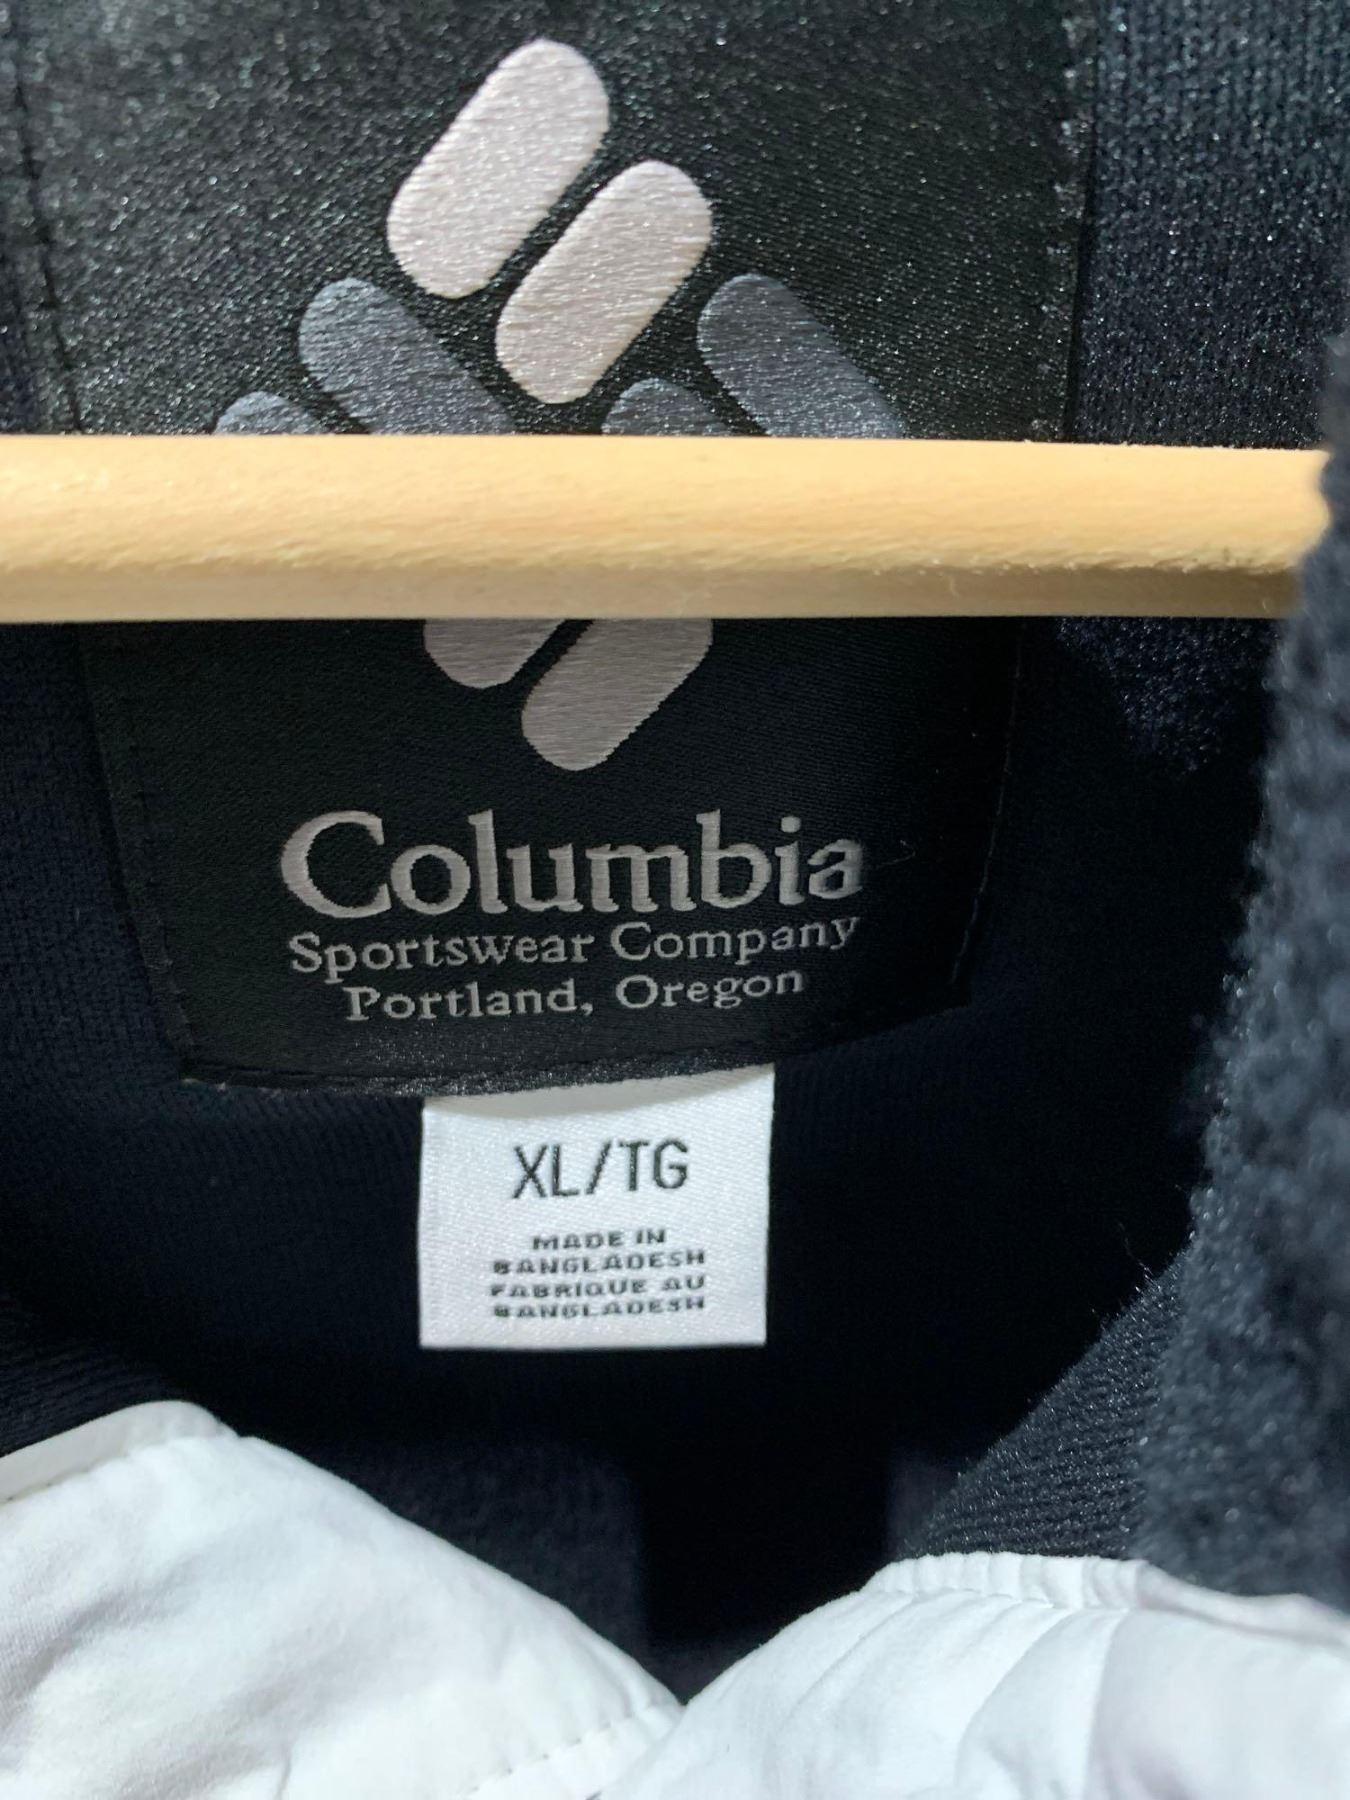 Columbia
Sportswear Company
Portland, Oregon
XL/TG
MADE IN
BANGLADESH
FABRIQUE AU
BANGLADESH